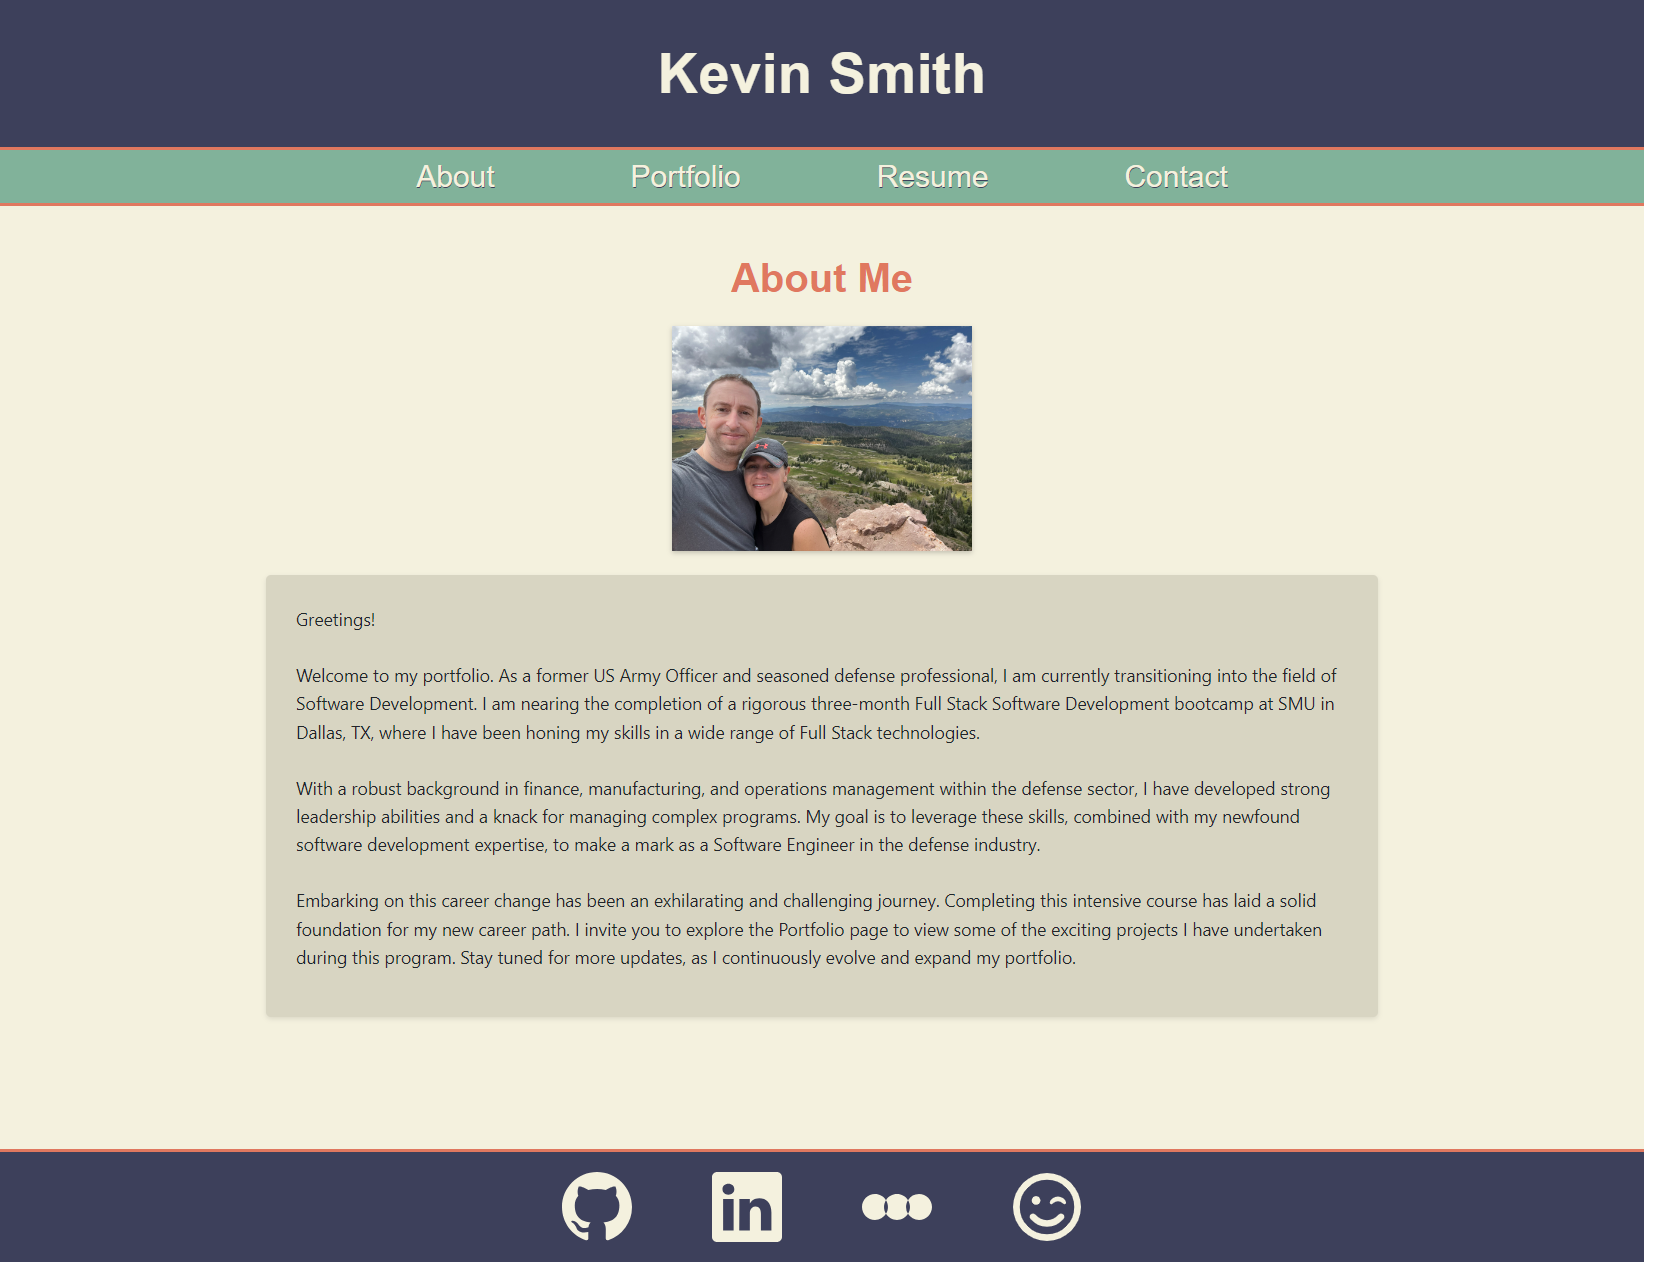 Kevin Smith
About
Portfolio
Resume
Contact
About Me
Greetings!
Welcome to my portfolio. As a former US Army Officer and seasoned defense professional, I am currently transitioning into the field of
Software Development. I am nearing the completion of a rigorous three-month Full Stack Software Development bootcamp at SMU in
Dallas, TX, where I have been honing my skills in a wide range of Full Stack technologies.
With a robust background in finance, manufacturing, and operations management within the defense sector, I have developed strong
leadership abilities and a knack for managing complex programs. My goal is to leverage these skills, combined with my newfound
software development expertise, to make a mark as a Software Engineer in the defense industry.
Embarking on this career change has been an exhilarating and challenging journey. Completing this intensive course has laid a solid
foundation for my new career path. I invite you to explore the Portfolio page to view some of the exciting projects I have undertaken
during this program. Stay tuned for more updates, as I continuously evolve and expand my portfolio.
in